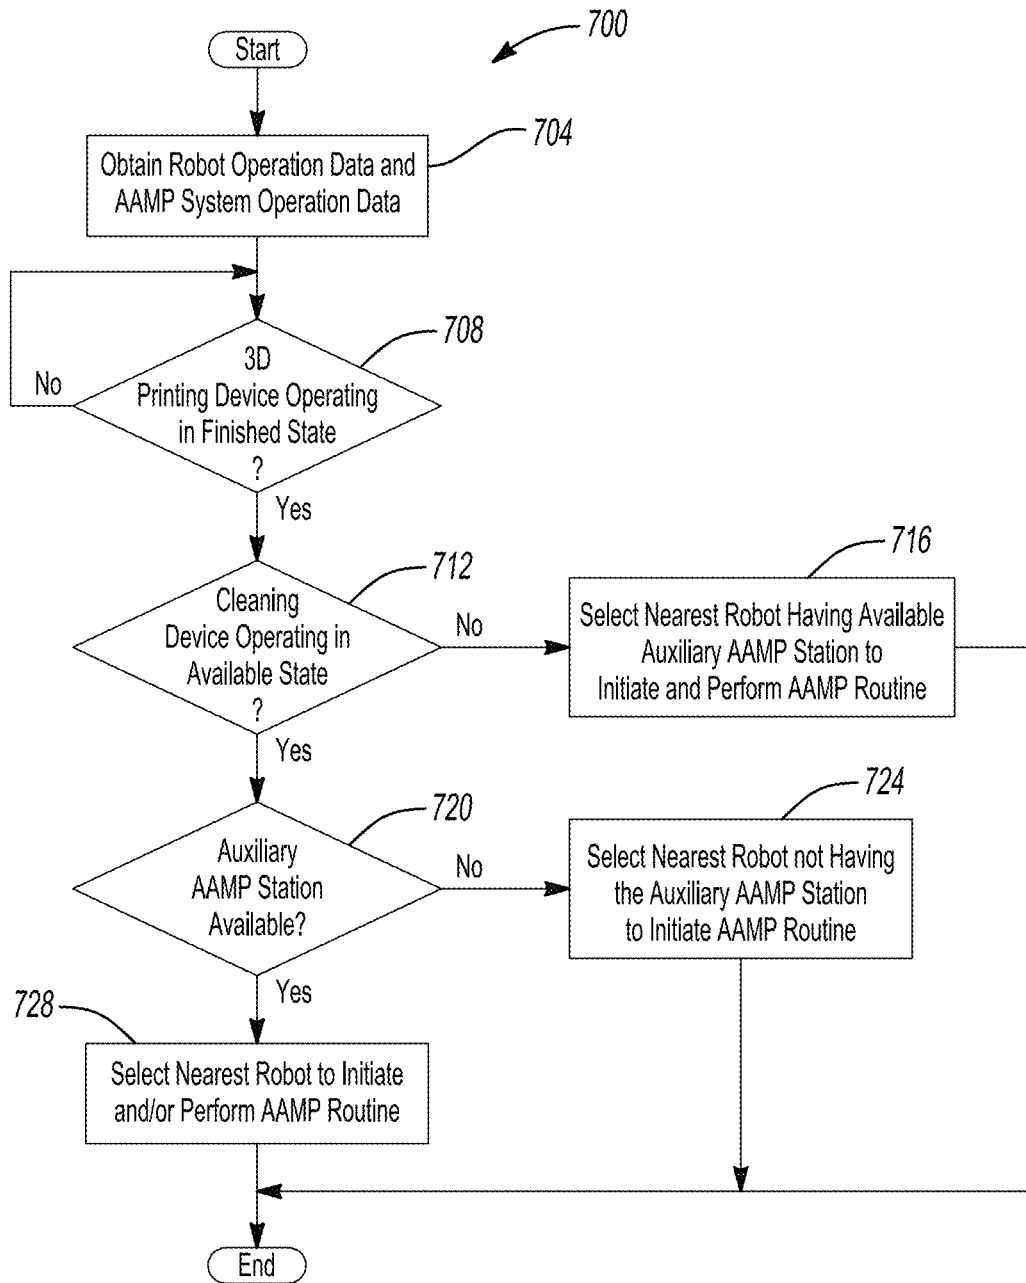 700
Start
704
Obtain Robot Operation Data and
AAMP System Operation Data
708
3D
Printing Device Operating
in Finished State
?
No
Yes
712
Cleaning
Device Operating in
Available State
?
No
716
Select Nearest Robot Having Available
Auxiliary AAMP Station to
Initiate and Perform AAMP Routine
Yes
720
Auxiliary
AAMP Station
Available?
No
724
Select Nearest Robot not Having
the Auxiliary AAMP Station
to Initiate AAMP Routine
Yes
728
Select Nearest Robot to Initiate
and/or Perform AAMP Routine
End